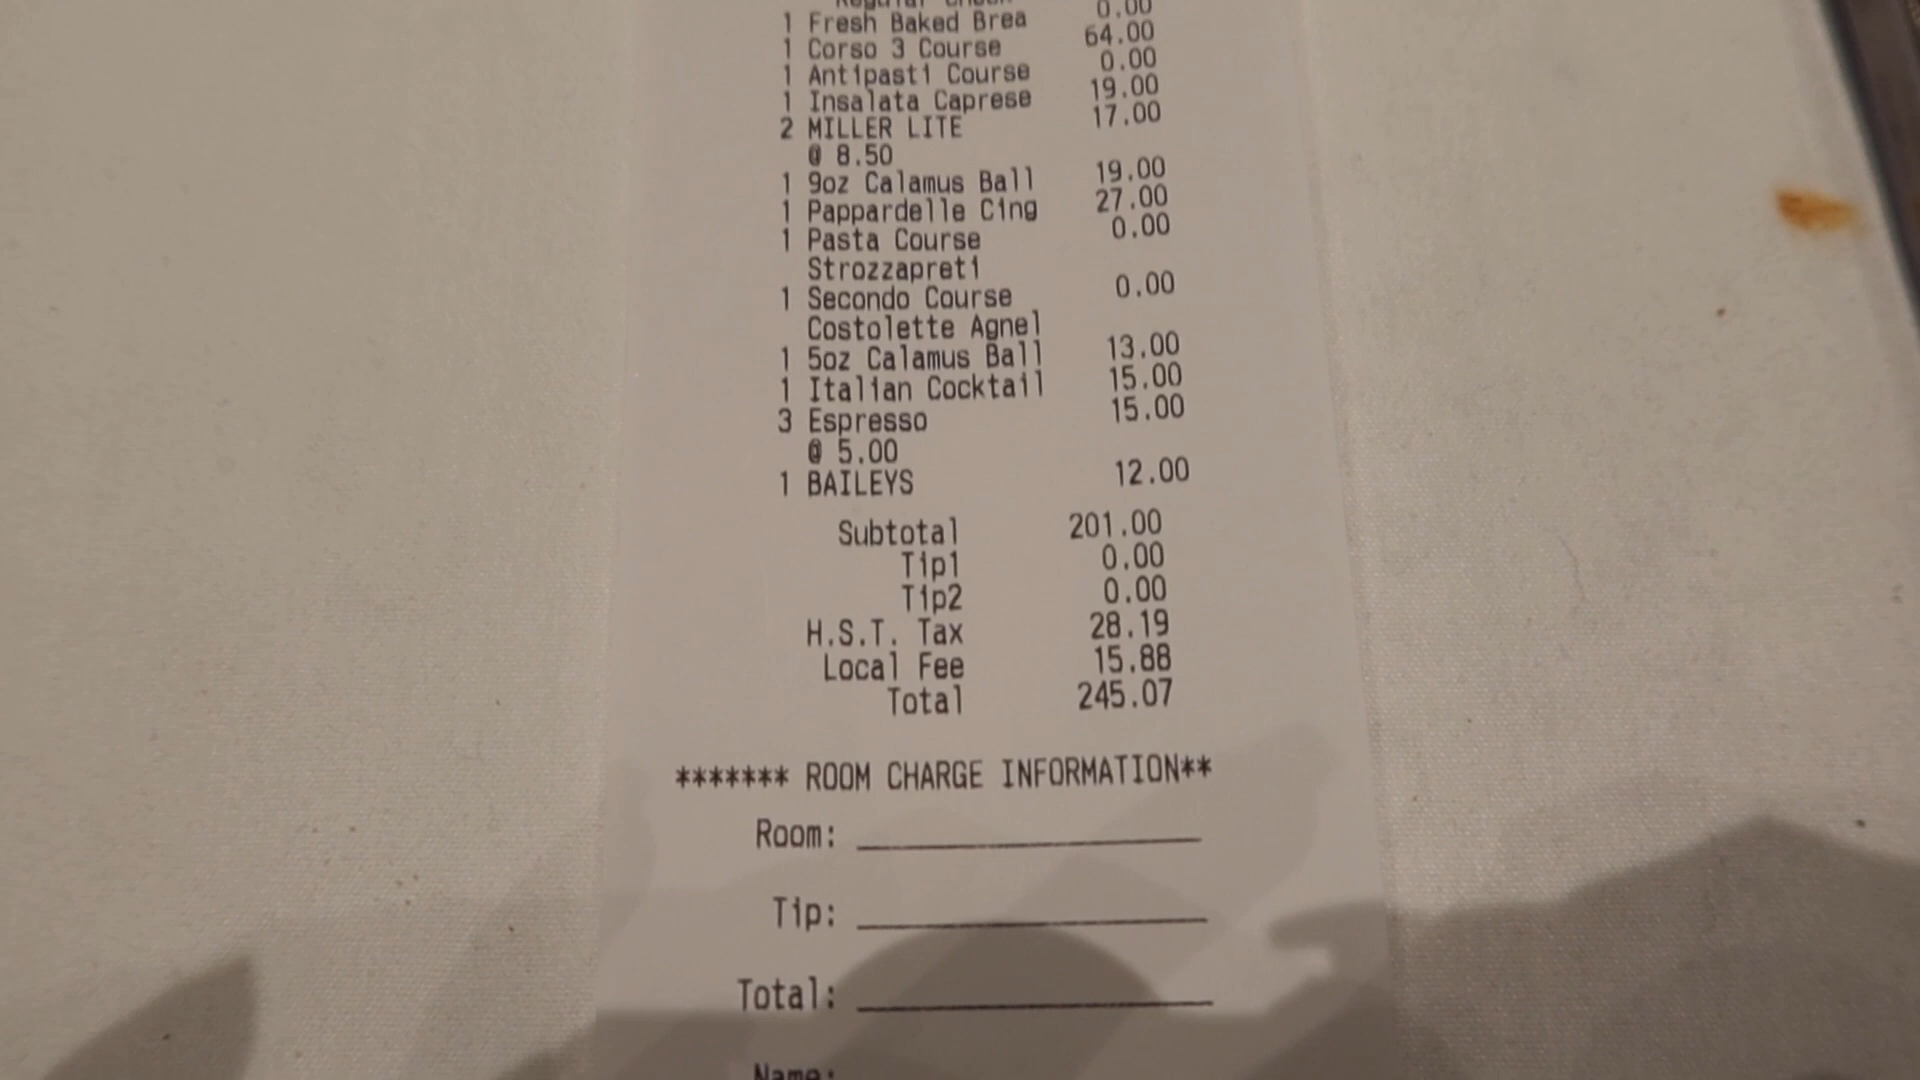 Regular Check
1 Fresh Baked Brea 0.00
1 Corso 3 Course 64.00
1 Antipasti Course 0.00
1 Insalata Caprese 19.00
2 MILLER LITE 17.00
@ 8.50
1 9oz Calamus Ball 19.00
1 Pappardelle Cing 27.00
1 Pasta Course 0.00
Strozzapreti
1 Secondo Course 0.00
Costolette Agnel
1 5oz Calamus Ball 13.00
1 Italian Cocktail 15.00
3 Espresso 15.00
@ 5.00
1 BAILEYS 12.00
Subtotal 201.00
Tip1 0.00
Tip2 0.00
H.S.T. Tax 28.19
Local Fee 15.88
Total 245.07
******* ROOM CHARGE INFORMATION**
Room:
Tip:
Total:
Name: